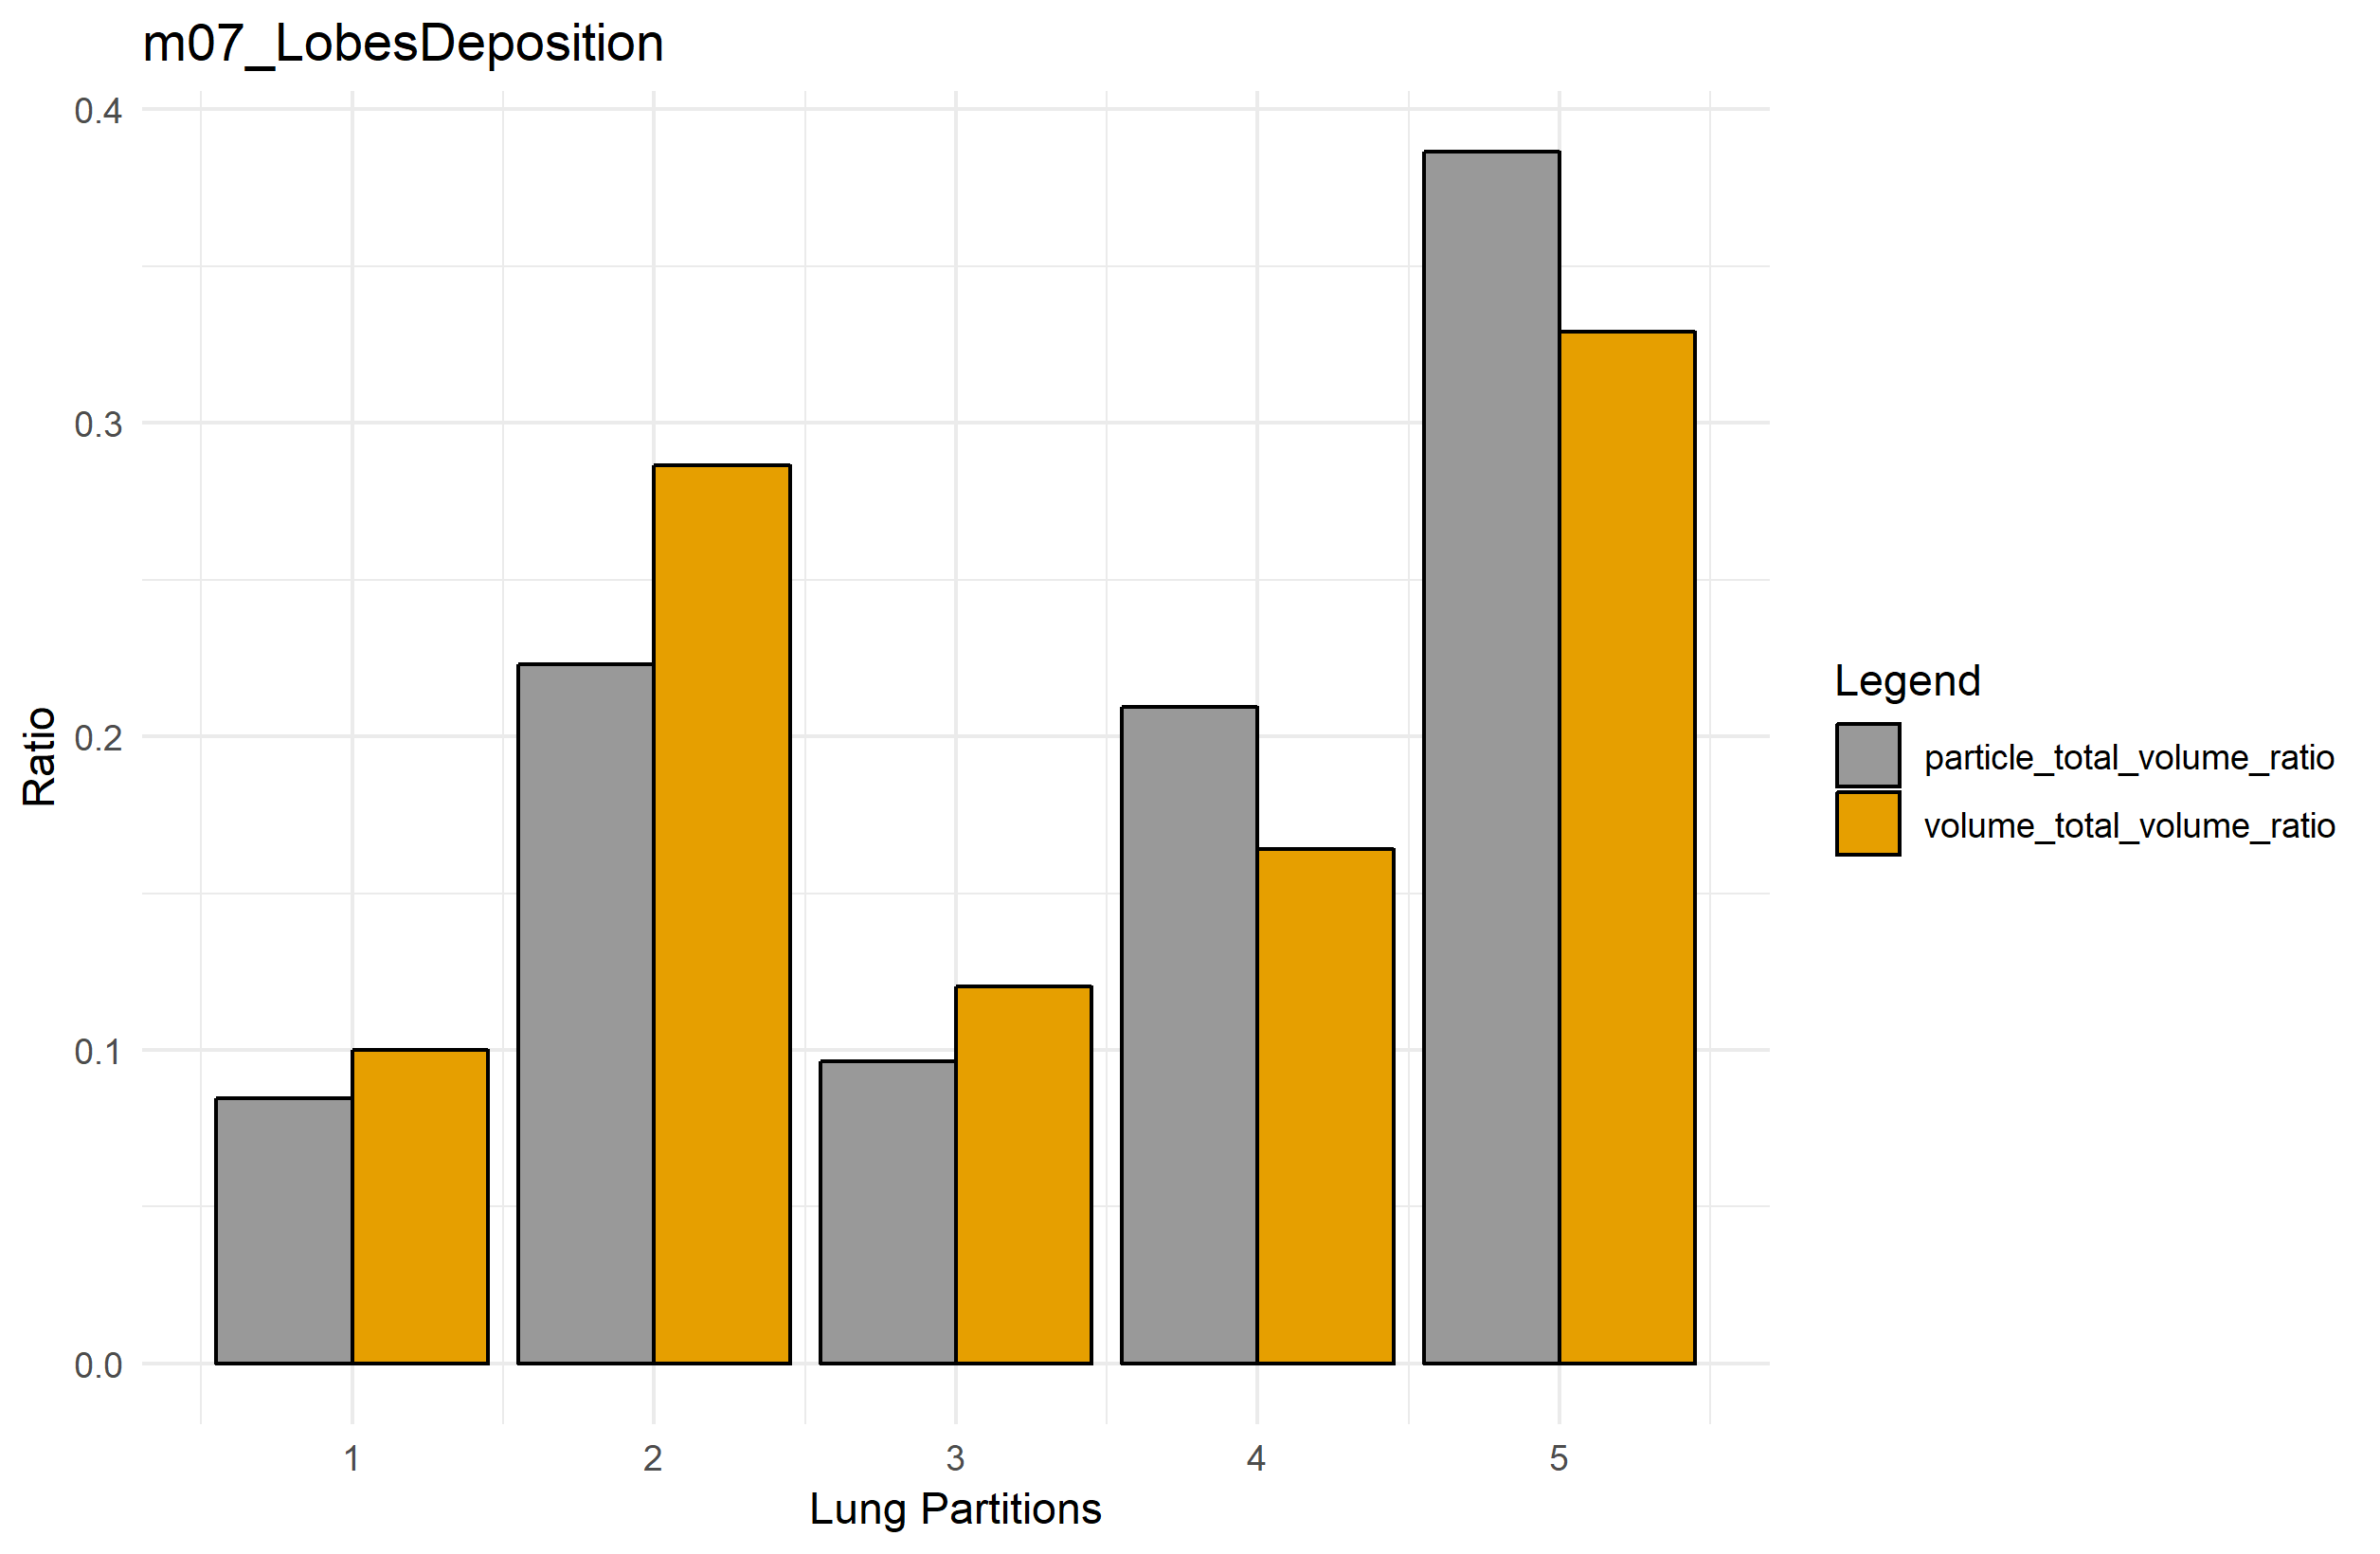 m07_LobesDeposition
0.4
0.3
0.2
0.1
0.0
Ratio
1 2 3 4 5
Lung Partitions
Legend
particle_total_volume_ratio
volume_total_volume_ratio